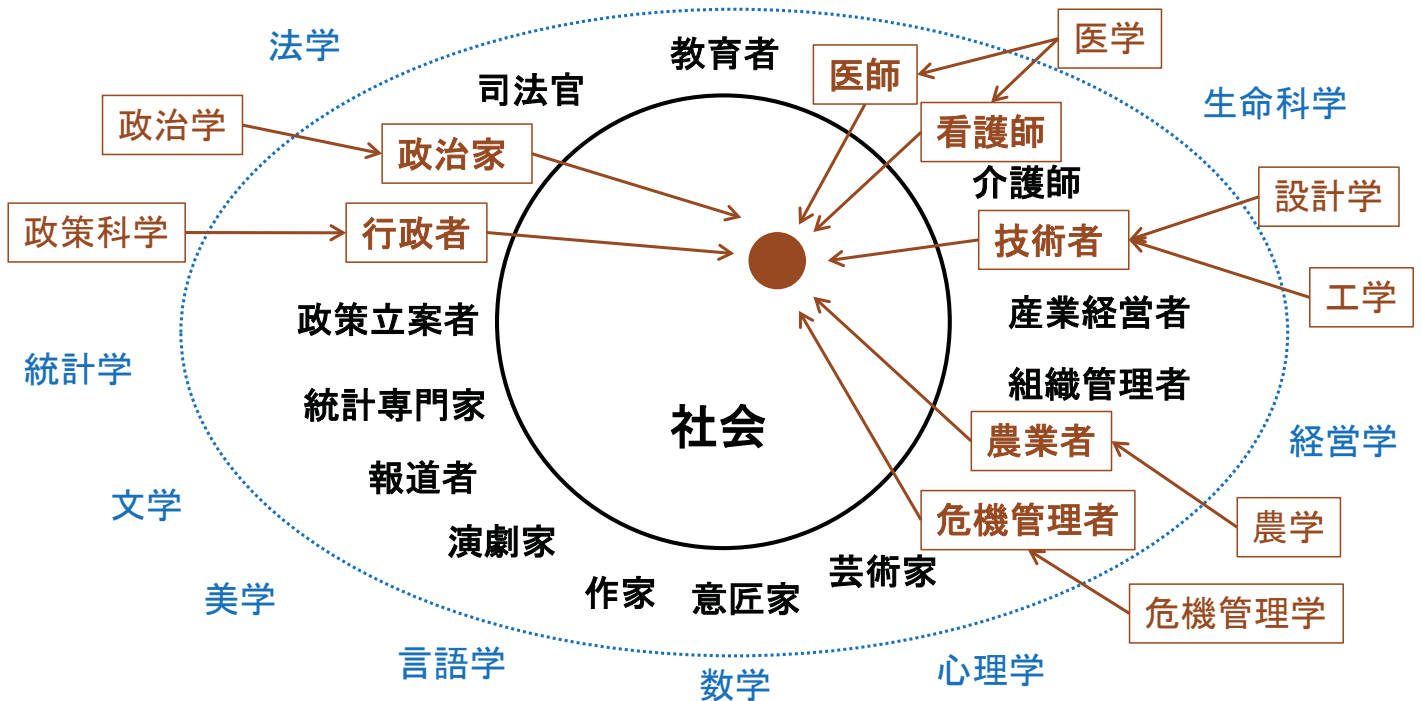 法学
教育者
医師
医学
司法官
生命科学
政治学
政治家
看護師
介護師
設計学
政策科学
行政者
技術者
工学
政策立案者
産業経営者
統計学
組織管理者
統計専門家
社会
農業者
経営学
報道者
文学
危機管理者
農学
演劇家
芸術家
作家
意匠家
美学
危機管理学
言語学
数学
心理学